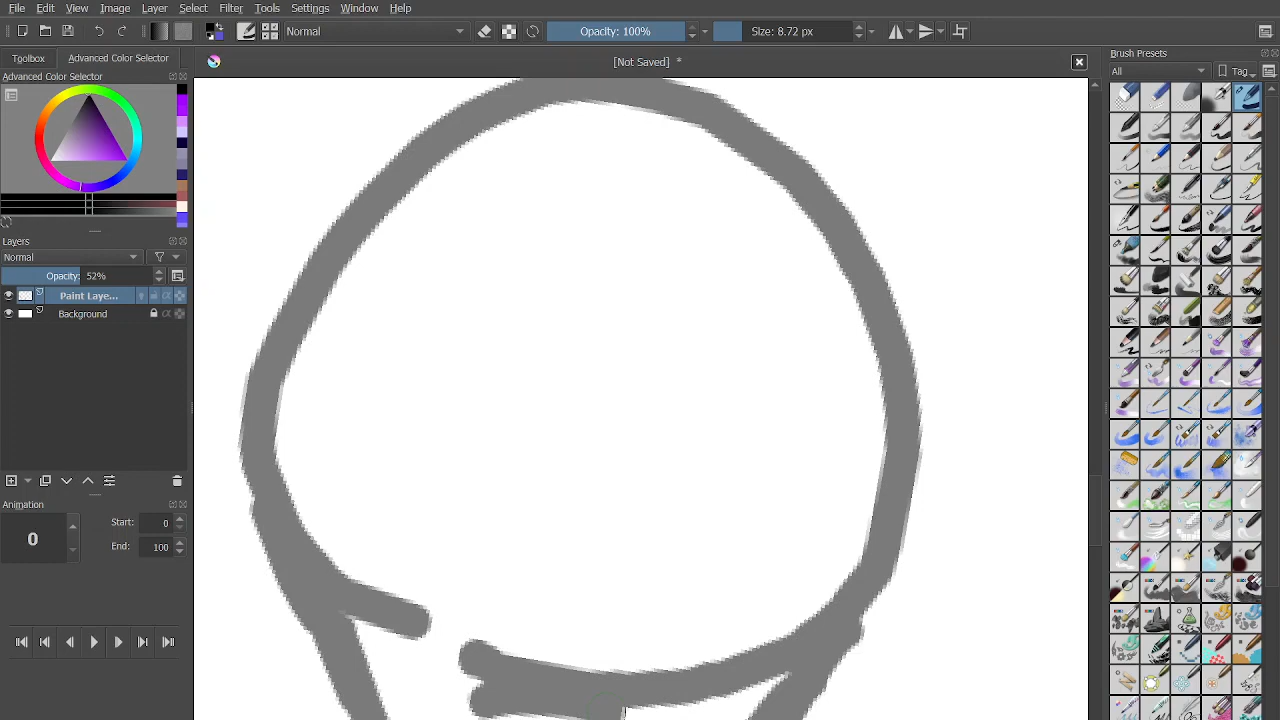 File Edit View Image Layer Select Filter Tools Settings Window Help
Normal Opacity: 100% Size: 8.72 px
Toolbox Advanced Color Selector [Not Saved] * Brush Presets
Advanced Color Selector
All Tag
Layers
Normal
Opacity: 52%
Paint Laye...
Background
Animation
0 Start: 0
End: 100